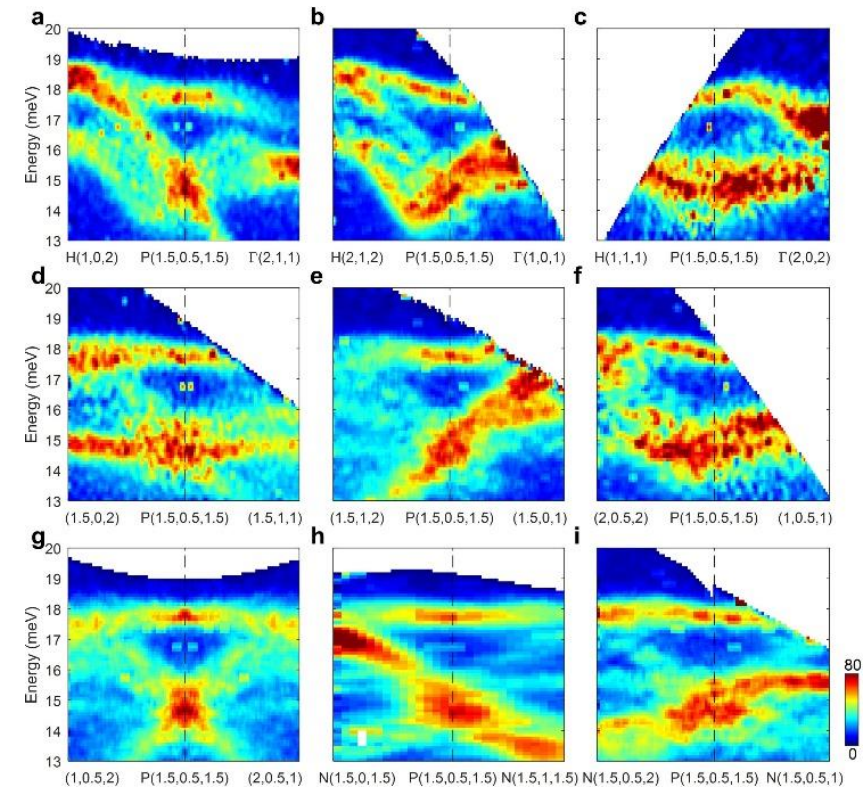 a b c
20
19
18
17
16
15
14
13
Energy (meV)
H(1,0,2) P(1.5,0.5,1.5) Γ(2,1,1)
H(2,1,2) P(1.5,0.5,1.5) Γ(1,0,1)
H(1,1,1) P(1.5,0.5,1.5) Γ(2,0,2)
d e f
20
19
18
17
16
15
14
13
Energy (meV)
(1.5,0,2) P(1.5,0.5,1.5) (1.5,1,1)
(1.5,1,2) P(1.5,0.5,1.5) (1.5,0,1)
(2,0.5,2) P(1.5,0.5,1.5) (1,0.5,1)
g h i
20
19
18
17
16
15
14
13
Energy (meV)
(1,0.5,2) P(1.5,0.5,1.5) (2,0.5,1)
N(1.5,0,1.5) P(1.5,0.5,1.5) N(1.5,1,1.5)
N(1.5,0.5,2) P(1.5,0.5,1.5) N(1.5,0.5,1)
80
0